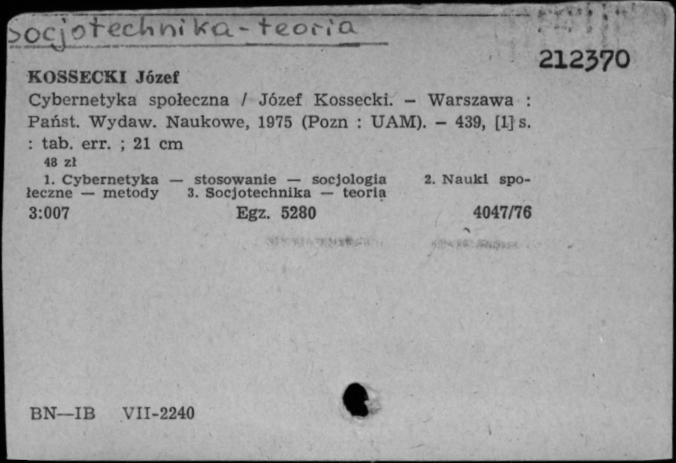 socjotechnika - teoria
212370
KOSSECKI Józef
Cybernetyka społeczna / Józef Kossecki. – Warszawa :
Państ. Wydaw. Naukowe, 1975 (Pozn : UAM). – 439, [1] s.
: tab. err. ; 21 cm
48 zł
1. Cybernetyka — stosowanie — socjologia 2. Nauki spo-
łeczne — metody 3. Socjotechnika — teoria
3:007 Egz. 5280 4047/76
BN—IB VII-2240